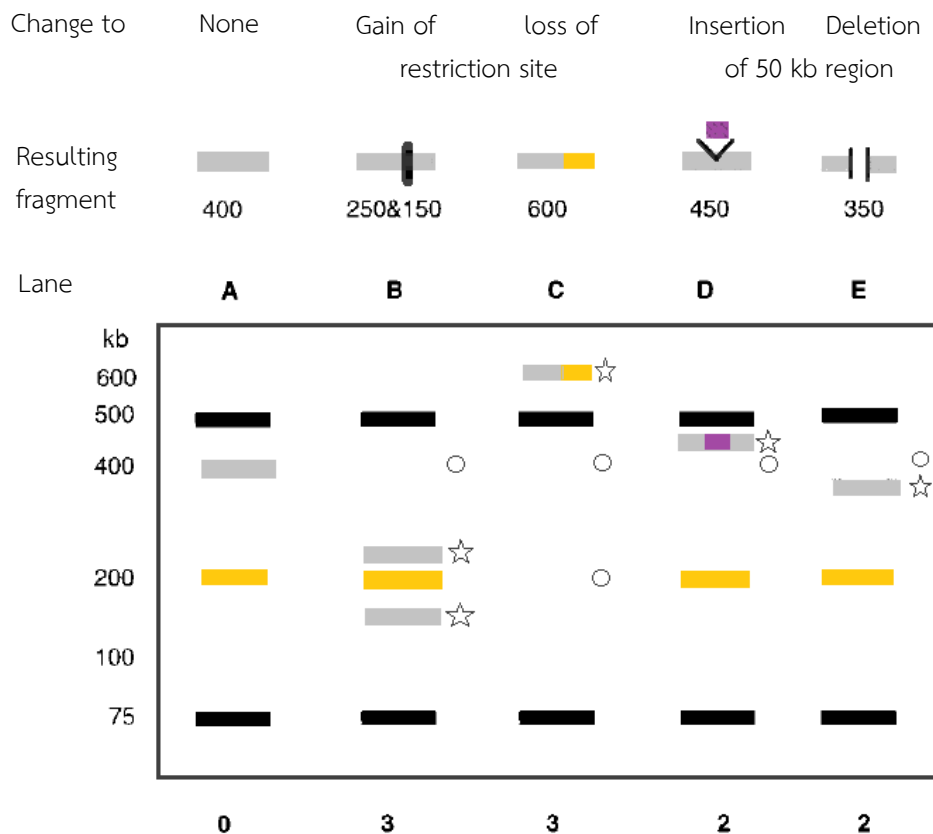 Change to None Gain of loss of Insertion Deletion
restriction site of 50 kb region
Resulting
fragment
400 250&150 600 450 350
Lane A B C D E
kb
600
500
400
200
100
75
0 3 3 2 2